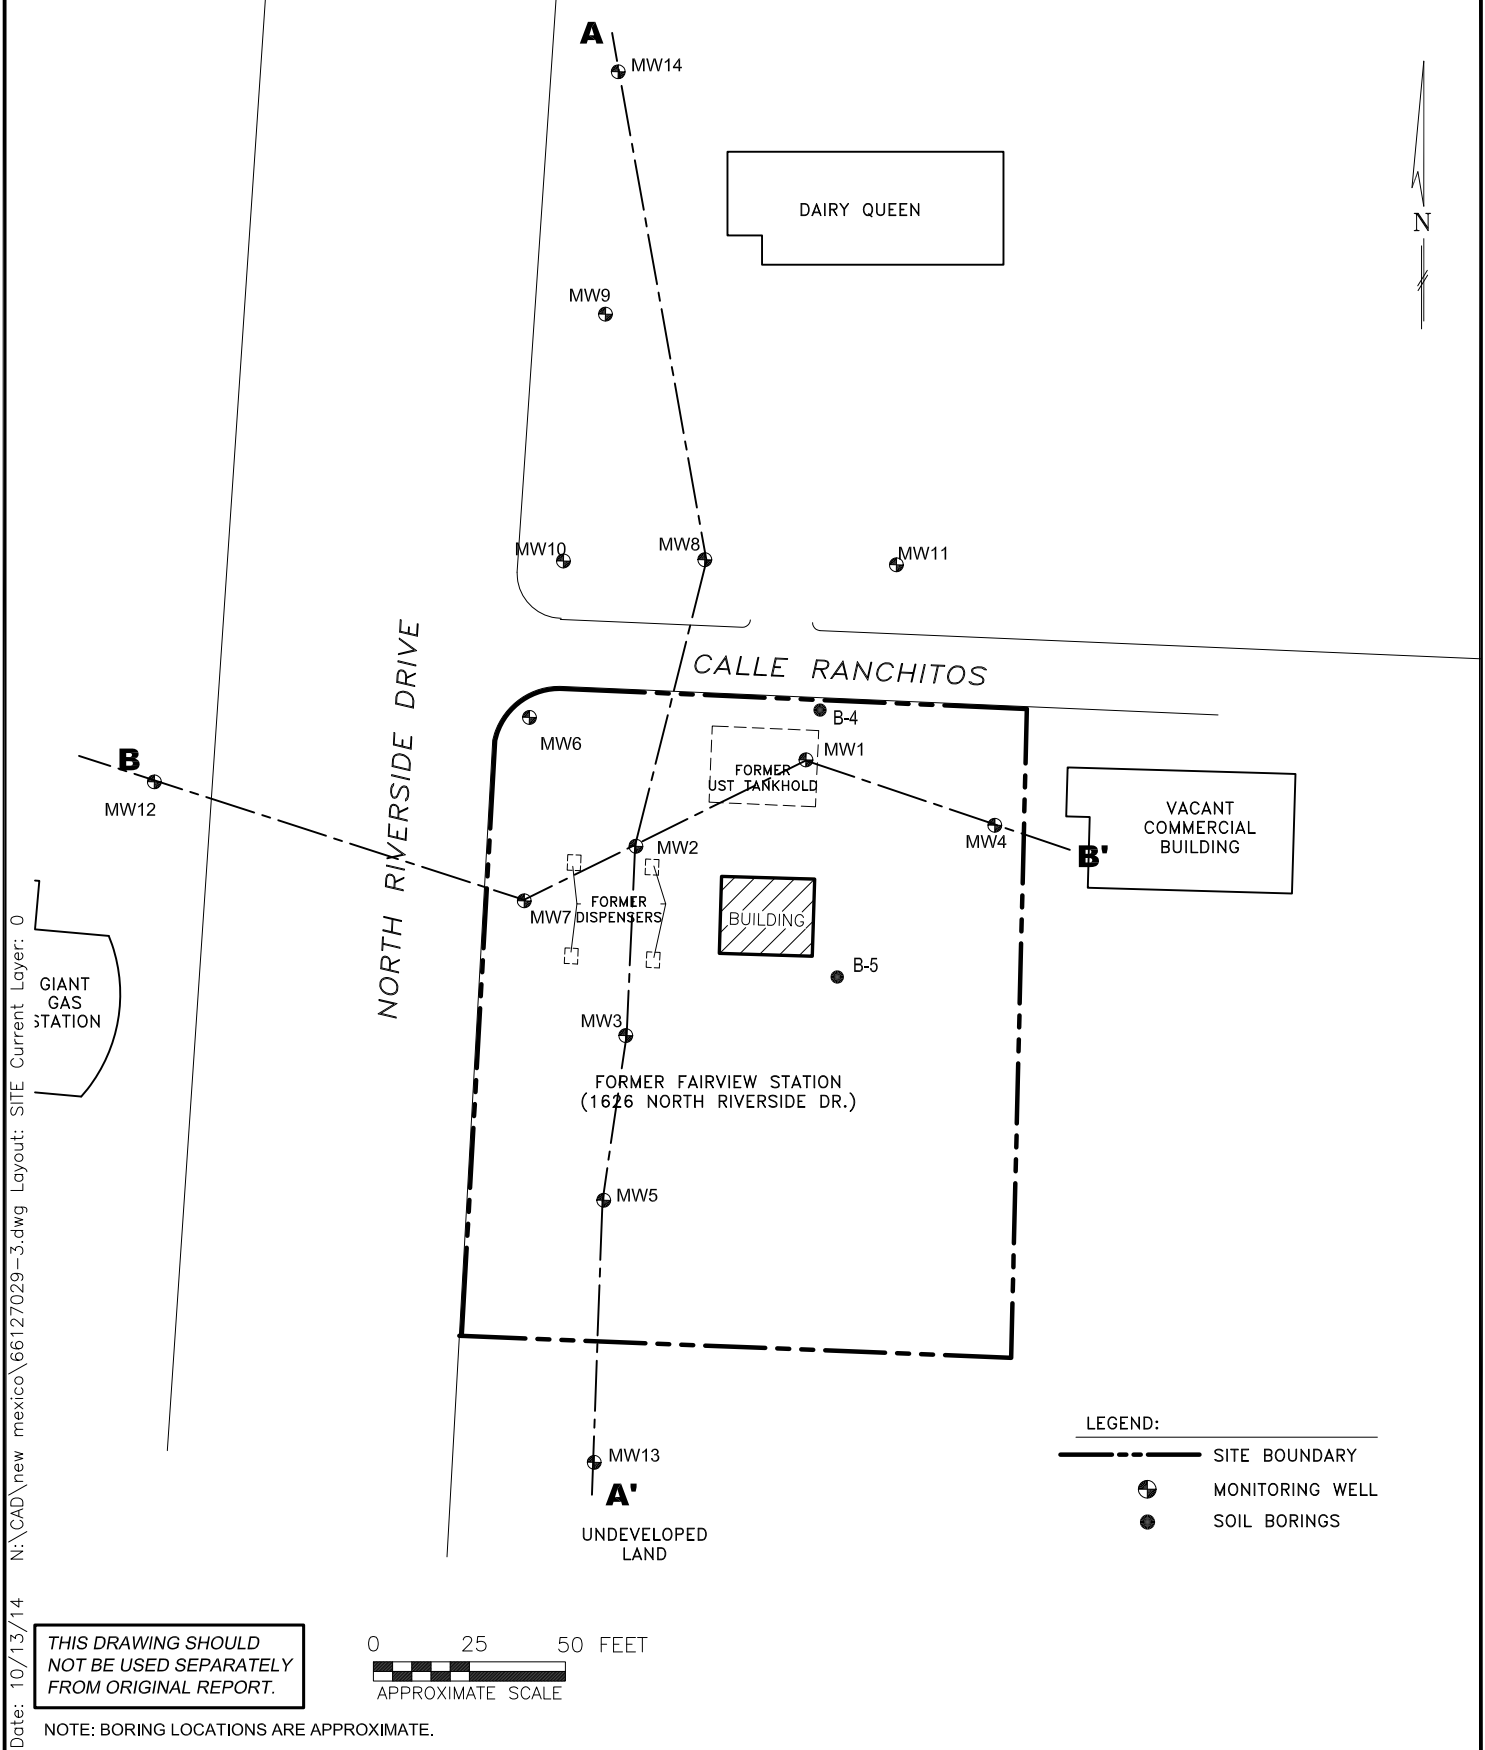 A
MW14
DAIRY QUEEN
N
MW9
MW10
MW8
MW11
CALLE RANCHITOS
NORTH RIVERSIDE DRIVE
B-4
MW6
MW1
B
MW12
FORMER
UST TANKHOLD
VACANT
COMMERCIAL
BUILDING
MW4
B'
MW2
MW7
FORMER
DISPENSERS
BUILDING
B-5
GIANT
GAS
STATION
MW3
FORMER FAIRVIEW STATION
(1626 NORTH RIVERSIDE DR.)
MW5
MW13
A'
UNDEVELOPED
LAND
LEGEND:
SITE BOUNDARY
MONITORING WELL
SOIL BORINGS
THIS DRAWING SHOULD
NOT BE USED SEPARATELY
FROM ORIGINAL REPORT.
0 25 50 FEET
APPROXIMATE SCALE
NOTE: BORING LOCATIONS ARE APPROXIMATE.
Date: 10/13/14 N:\CAD\new mexico\66127029-3.dwg Layout: SITE Current Layer: 0